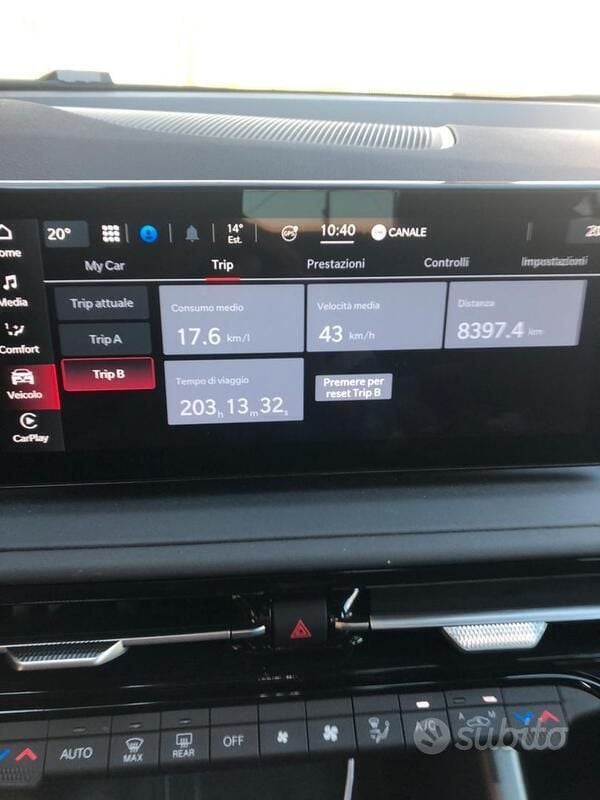 20°
14°
Est.
GPS
10:40
CANALE
20
My Car
Trip
Prestazioni
Controlli
Impostazioni
Home
Media
Comfort
Veicolo
CarPlay
Trip attuale
Trip A
Trip B
Consumo medio
17.6 km/l
Velocità media
43 km/h
Distanza
8397.4 km
Tempo di viaggio
203h 13m 32s
Premere per
reset Trip B
AUTO
MAX
REAR
OFF
A/C
A M
subito